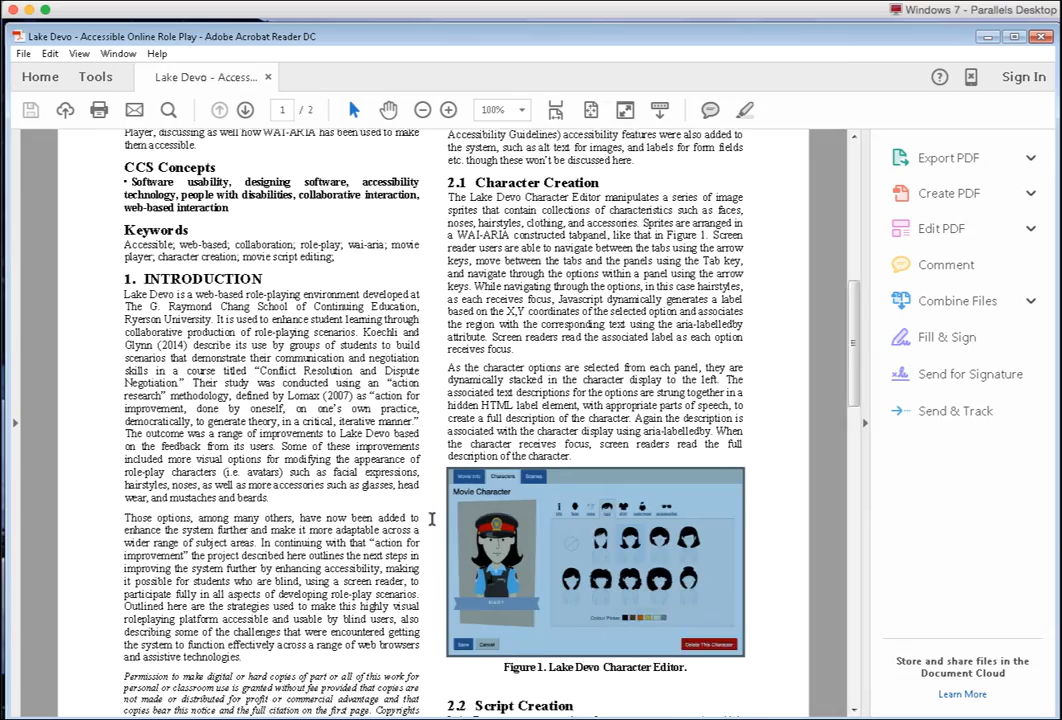 Windows 7 - Parallels Desktop
Lake Devo - Accessible Online Role Play - Adobe Acrobat Reader DC
File Edit View Window Help
Home Tools Lake Devo - Access... Sign In
1 / 2 100%
Player, discussing as well how WAI-ARIA has been used to make
them accessible.
CCS Concepts
• Software usability, designing software, accessibility
technology, people with disabilities, collaborative interaction,
web-based interaction
Keywords
Accessible; web-based; collaboration; role-play; wai-aria; movie
player; character creation; movie script editing;
1. INTRODUCTION
Lake Devo is a web-based role-playing environment developed at
The G. Raymond Chang School of Continuing Education,
Ryerson University. It is used to enhance student learning through
collaborative production of role-playing scenarios. Koechli and
Glynn (2014) describe its use by groups of students to build
scenarios that demonstrate their communication and negotiation
skills in a course titled “Conflict Resolution and Dispute
Negotiation.” Their study was conducted using an “action
research” methodology, defined by Lomax (2007) as “action for
improvement, done by oneself, on one’s own practice,
democratically, to generate theory, in a critical, iterative manner.”
The outcome was a range of improvements to Lake Devo based
on the feedback from its users. Some of these improvements
included more visual options for modifying the appearance of
role-play characters (i.e. avatars) such as facial expressions,
hairstyles, noses, as well as more accessories such as glasses, head
wear, and mustaches and beards.
Those options, among many others, have now been added to
enhance the system further and make it more adaptable across a
wider range of subject areas. In continuing with that “action for
improvement” the project described here outlines the next steps in
improving the system further by enhancing accessibility, making
it possible for students who are blind, using a screen reader, to
participate fully in all aspects of developing role-play scenarios.
Outlined here are the strategies used to make this highly visual
roleplaying platform accessible and usable by blind users, also
describing some of the challenges that were encountered getting
the system to function effectively across a range of web browsers
and assistive technologies.
Permission to make digital or hard copies of part or all of this work for
personal or classroom use is granted without fee provided that copies are
not made or distributed for profit or commercial advantage and that
copies bear this notice and the full citation on the first page. Copyrights
Accessibility Guidelines) accessibility features were also added to
the system, such as alt text for images, and labels for form fields
etc. though these won’t be discussed here.
2.1 Character Creation
The Lake Devo Character Editor manipulates a series of image
sprites that contain collections of characteristics such as faces,
noses, hairstyles, clothing, and accessories. Sprites are arranged in
a WAI-ARIA constructed tabpanel, like that in Figure 1. Screen
reader users are able to navigate between the tabs using the arrow
keys, move between the tabs and the panels using the Tab key,
and navigate through the options within a panel using the arrow
keys. While navigating through the options, in this case hairstyles,
as each receives focus, Javascript dynamically generates a label
based on the X,Y coordinates of the selected option and associates
the region with the corresponding text using the aria-labelledby
attribute. Screen readers read the associated label as each option
receives focus.
As the character options are selected from each panel, they are
dynamically stacked in the character display to the left. The
associated text descriptions for the options are strung together in a
hidden HTML label element, with appropriate parts of speech, to
create a full description of the character. Again the description is
associated with the character display using aria-labelledby. When
the character receives focus, screen readers read the full
description of the character.
Movie Info Characters Scenes
Movie Character
MARY
Colour Picker
Save Cancel Delete This Character
Figure 1. Lake Devo Character Editor.
2.2 Script Creation
Export PDF
Create PDF
Edit PDF
Comment
Combine Files
Fill & Sign
Send for Signature
Send & Track
Store and share files in the
Document Cloud
Learn More